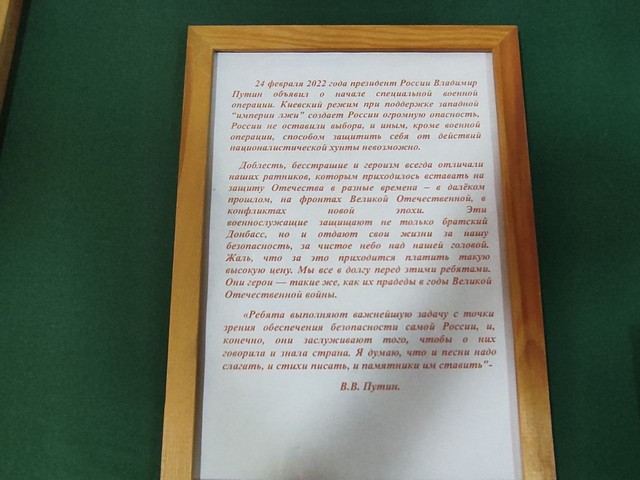 24 февраля 2022 года президент России Владимир
Путин объявил о начале специальной военной
операции. Киевский режим при поддержке западной
"империи лжи" создает России огромную опасность,
России не оставили выбора, и иным, кроме военной
операции, способом защитить себя от действий
националистической хунты невозможно.
Доблесть, бесстрашие и героизм всегда отличали
наших ратников, которым приходилось вставать на
защиту Отечества в разные времена – в далёком
прошлом, на фронтах Великой Отечественной, в
конфликтах новой эпохи. Эти
военнослужащие защищают не только братский
Донбасс, но и отдают свои жизни за нашу
безопасность, за чистое небо над нашей головой.
Жаль, что за это приходится платить такую
высокую цену. Мы все в долгу перед этими ребятами.
Они герои — такие же, как их прадеды в годы Великой
Отечественной войны.
«Ребята выполняют важнейшую задачу с точки
зрения обеспечения безопасности самой России, и,
конечно, они заслуживают того, чтобы о них
говорила и знала страна. Я думаю, что и песни надо
слагать, и стихи писать, и памятники им ставить"-
В.В. Путин.